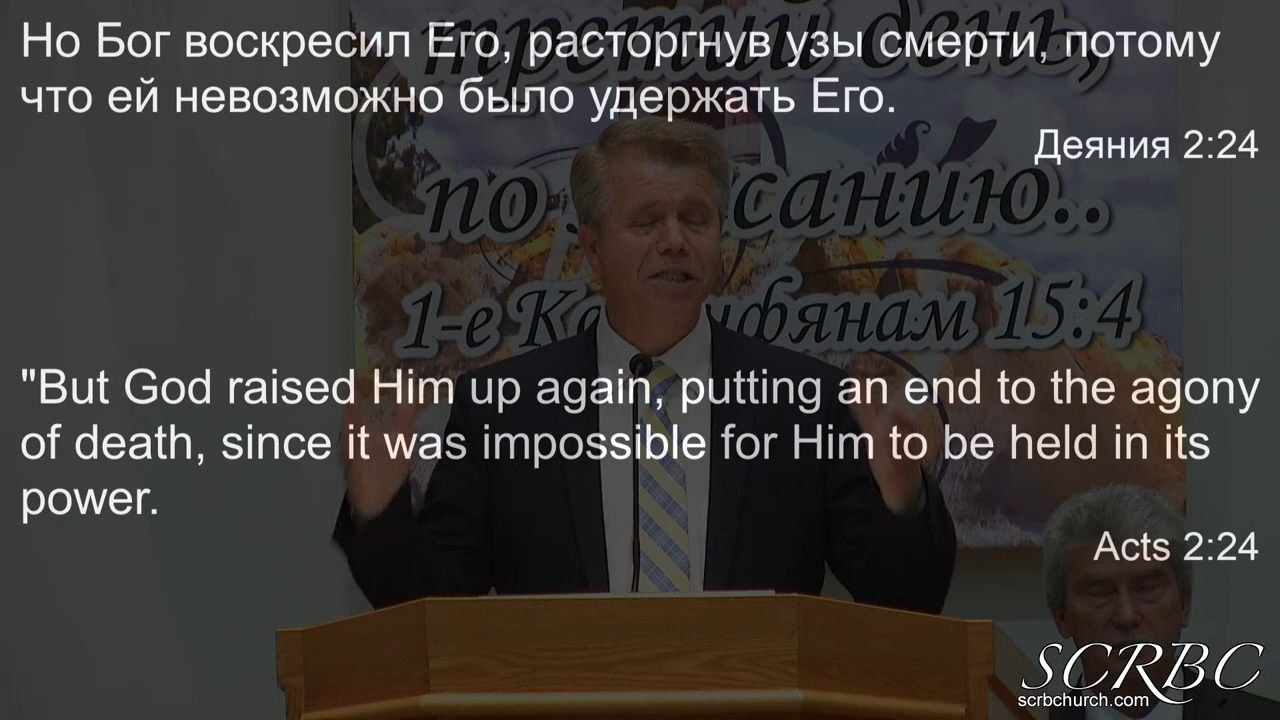 Но Бог воскресил Его, расторгнув узы смерти, потому
что ей невозможно было удержать Его.
Деяния 2:24
третий день,
по
1-е 15:4
"But God raised Him up again, putting an end to the agony
of death, since it was impossible for Him to be held in its
power.
Acts 2:24
SCRBC
scrbchurch.com